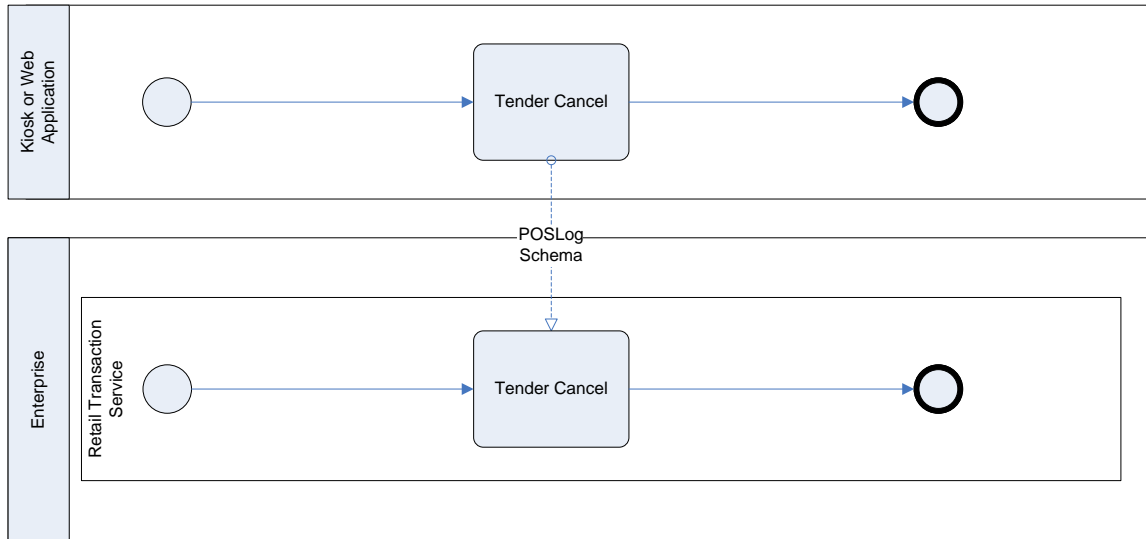 Kiosk or Web
Application
Tender Cancel
POSLog
Schema
Enterprise
Retail Transaction
Service
Tender Cancel